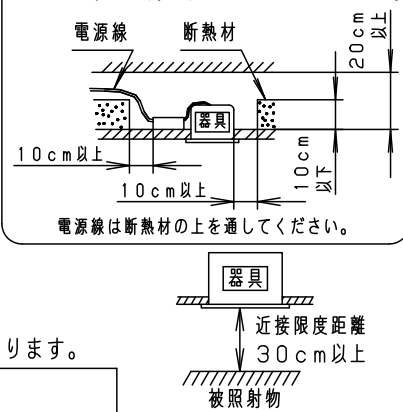 電源線
断熱材
20cm以上
器具
10cm以上
10cm以上
10cm以下
電源線は断熱材の上を通してください。
器具
近接限度距離
30cm以上
ります。
被照射物